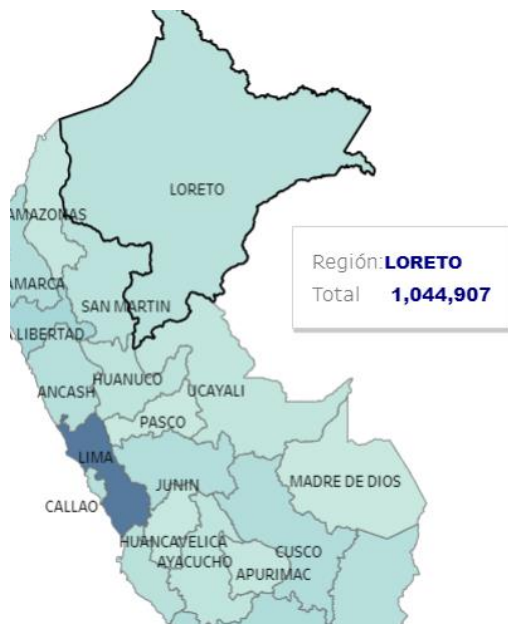 LORETO
AMAZONAS
Región:LORETO
Total 1,044,907
AMARCA
SAN MARTIN
A LIBERTAD
HUANUCO
ANCASH
UCAYALI
PASCO
LIMA
JUNIN
MADRE DE DIOS
CALLAO
HUANCAVELICA
CUSCO
AYACUCHO
APURIMAC